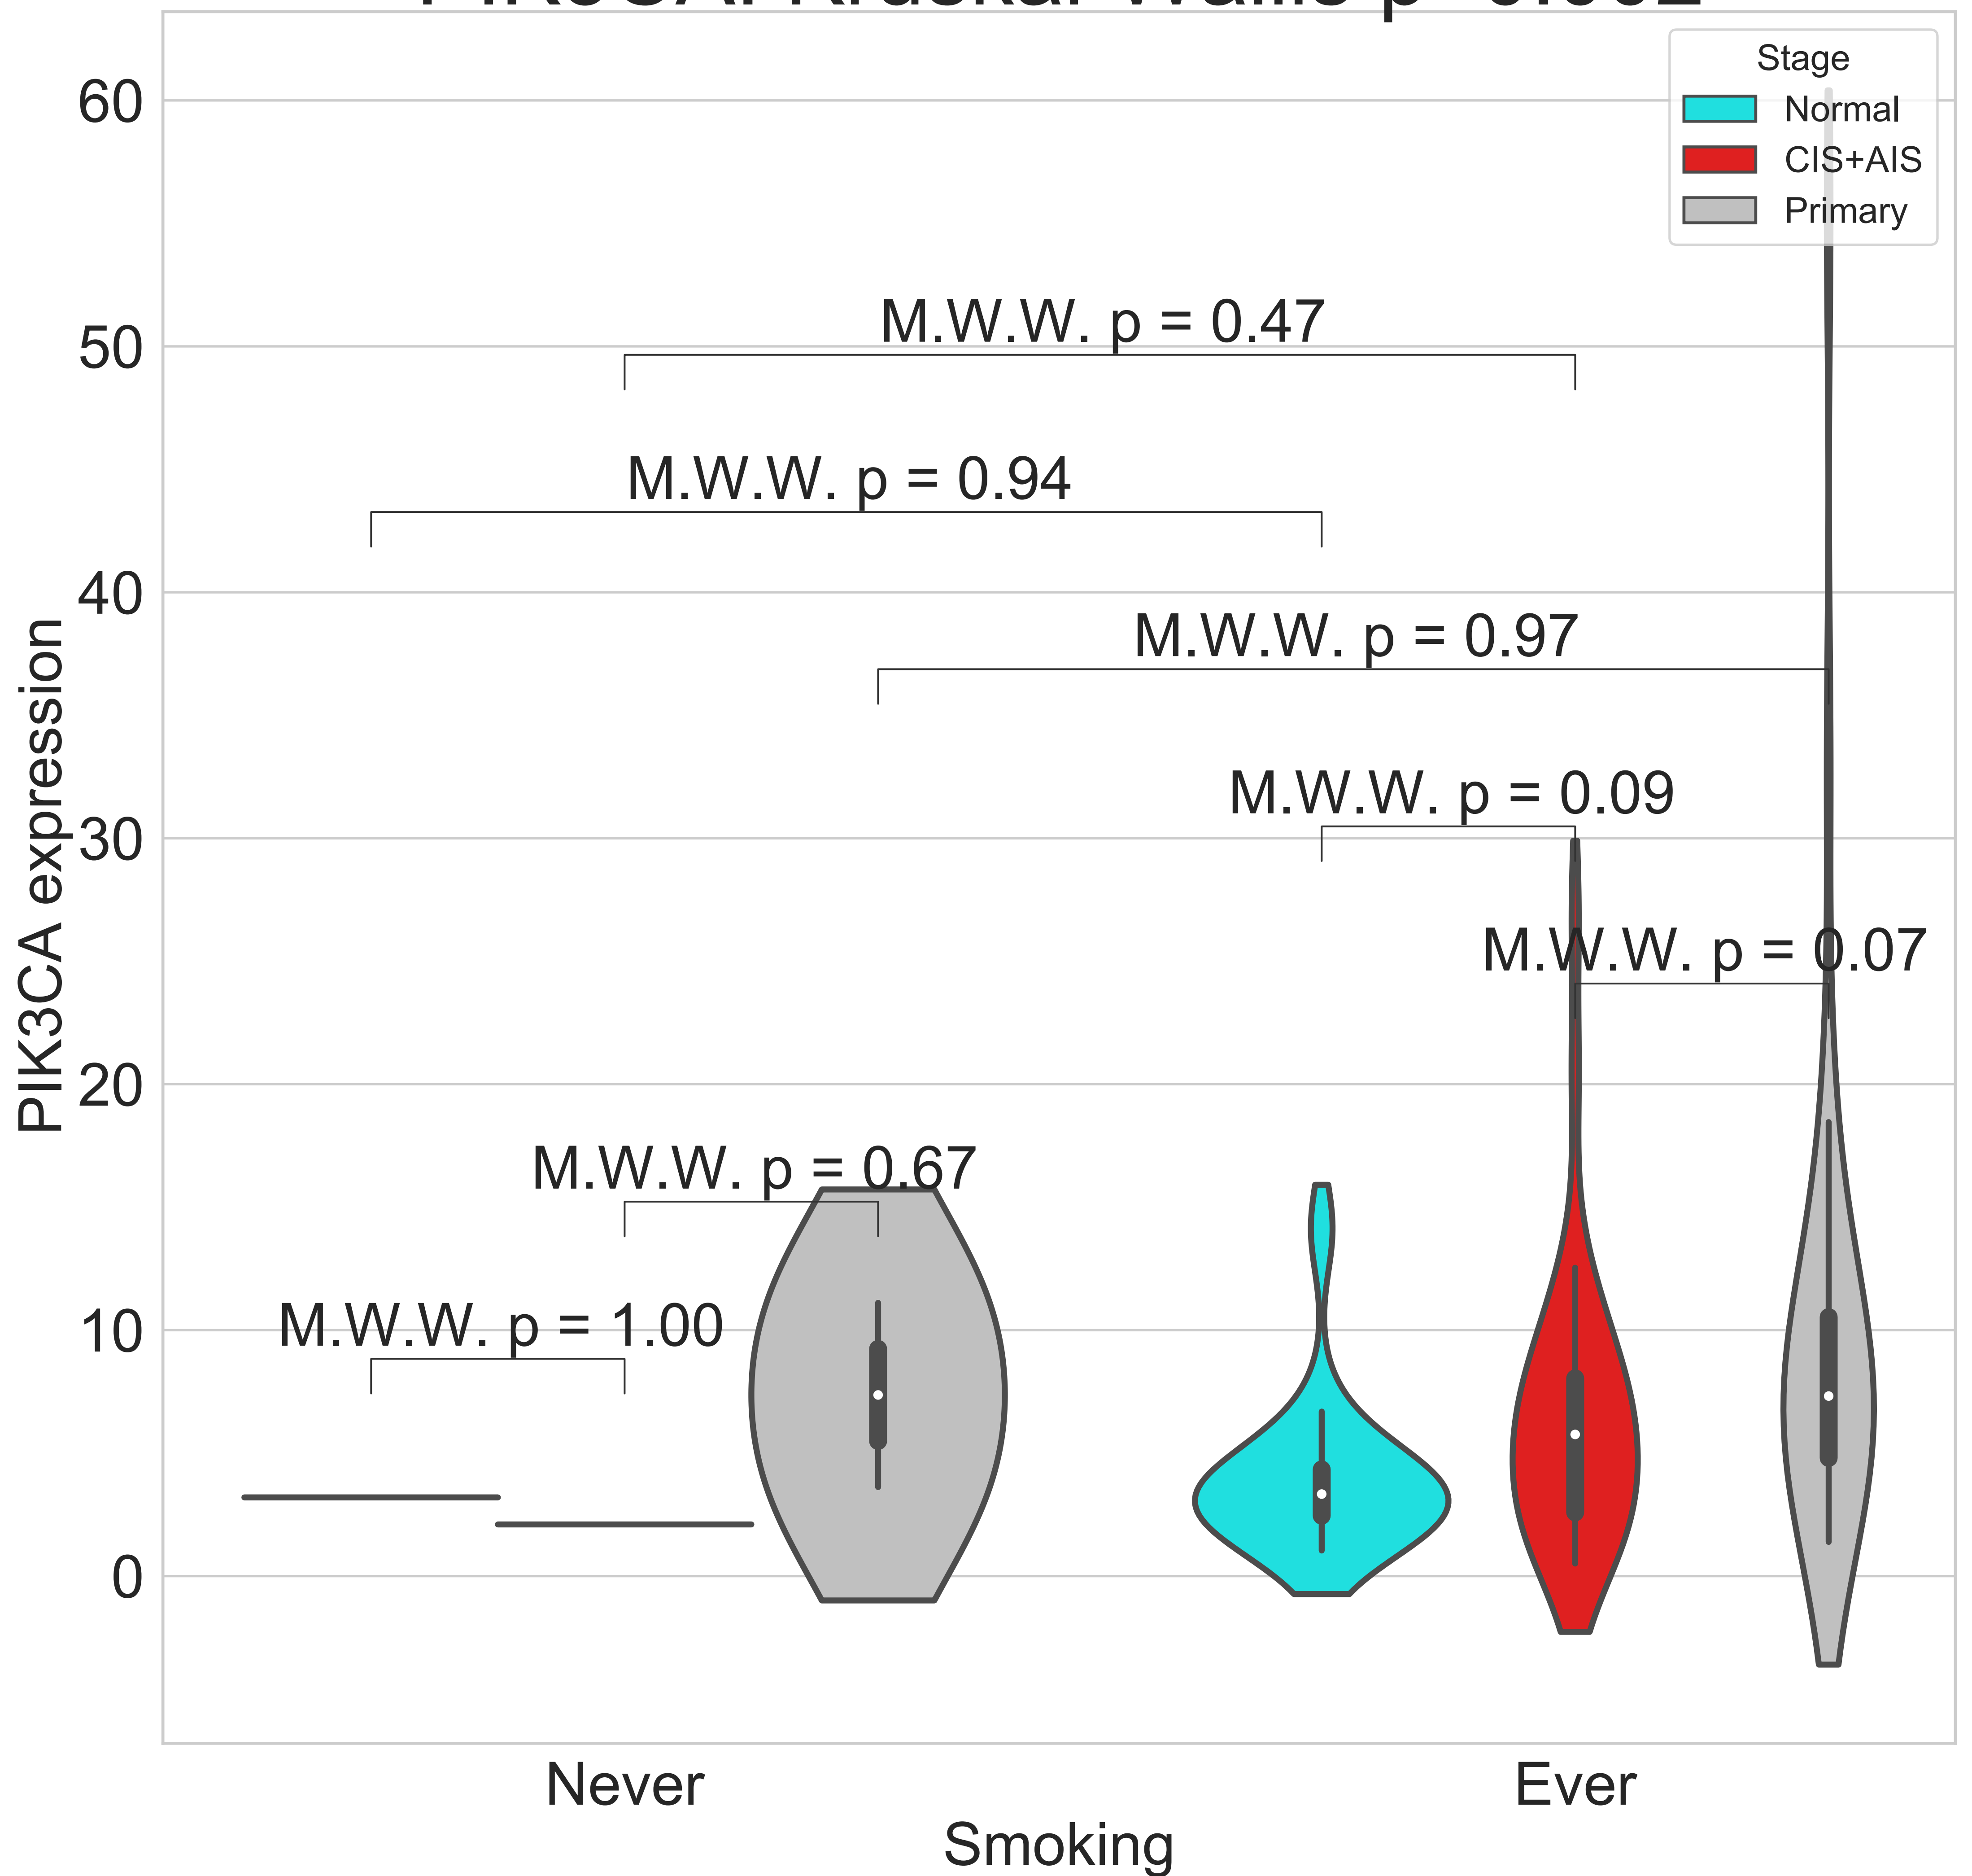 Stage
Normal
CIS+AIS
Primary
60
50
40
30
20
10
0
PIK3CA expression
M.W.W. p = 0.47
M.W.W. p = 0.94
M.W.W. p = 0.97
M.W.W. p = 0.09
M.W.W. p = 0.07
M.W.W. p = 0.67
M.W.W. p = 1.00
Never
Ever
Smoking